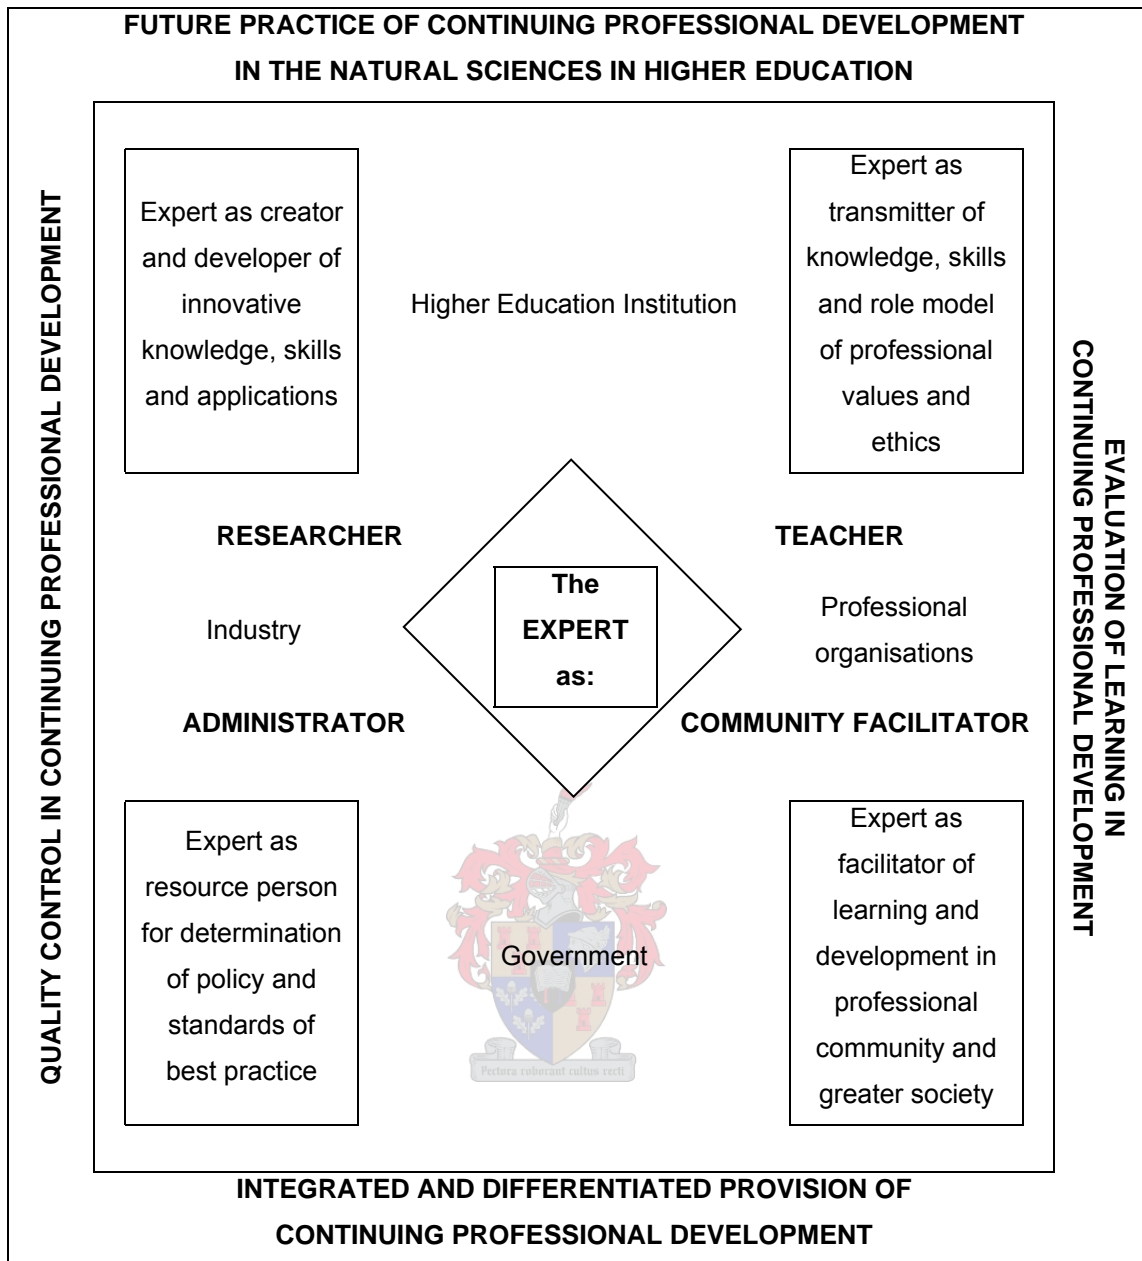 FUTURE PRACTICE OF CONTINUING PROFESSIONAL DEVELOPMENT
IN THE NATURAL SCIENCES IN HIGHER EDUCATION
QUALITY CONTROL IN CONTINUING PROFESSIONAL DEVELOPMENT
Expert as creator
and developer of
innovative
knowledge, skills
and applications
Higher Education Institution
Expert as
transmitter of
knowledge, skills
and role model
of professional
values and
ethics
EVALUATION OF LEARNING IN
CONTINUING PROFESSIONAL DEVELOPMENT
RESEARCHER
TEACHER
The
EXPERT
as:
Industry
Professional
organisations
ADMINISTRATOR
COMMUNITY FACILITATOR
Expert as
resource person
for determination
of policy and
standards of
best practice
Government
Pectora roborant cultus recti
Expert as
facilitator of
learning and
development in
professional
community and
greater society
INTEGRATED AND DIFFERENTIATED PROVISION OF
CONTINUING PROFESSIONAL DEVELOPMENT